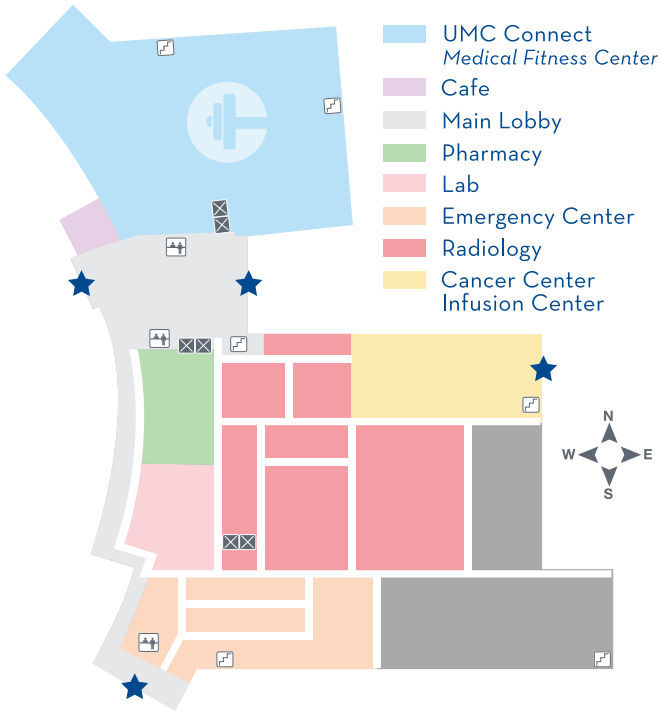 UMC Connect
Medical Fitness Center
Cafe
Main Lobby
Pharmacy
Lab
Emergency Center
Radiology
Cancer Center
Infusion Center
N
W E
S